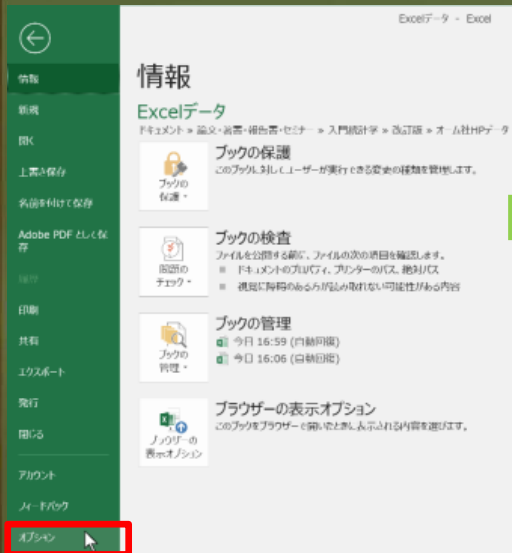 Excelデータ - Excel
情報
情報
新規
Excelデータ
ドキュメント » 論文・著書・報告書・セミナー » 入門統計学 » 改訂版 » オーム社HPデータ
開く
上書き保存
名前を付けて保存
Adobe PDF として保存
履歴
印刷
共有
エクスポート
発行
閉じる
アカウント
フィードバック
オプション
ブックの保護
ブックの保護
このブックに対してユーザーが実行できる変更の種類を管理します。
問題のチェック
ブックの検査
ファイルを公開する前に、ファイルの次の項目を確認します。
ドキュメントのプロパティ、プリンターのパス、絶対パス
視覚に障碍のある方が読み取れない可能性がある内容
ブックの管理
ブックの管理
今日 16:59 (自動回復)
今日 16:06 (自動回復)
ブラウザーの表示オプション
ブラウザーの表示オプション
このブックをブラウザーで開いたときに表示される内容を選びます。